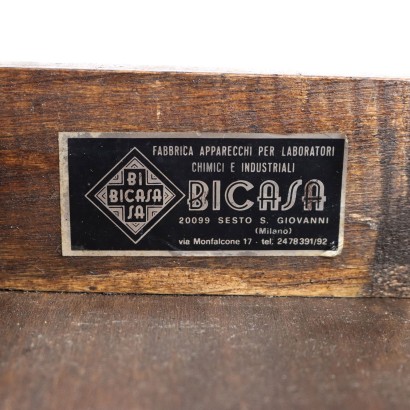 BI
BICASA
SA
FABBRICA APPARECCHI PER LABORATORI
CHIMICI E INDUSTRIALI
BICASA
20099 SESTO S. GIOVANNI
(Milano)
via Monfalcone 17 - tel. 2478391/92